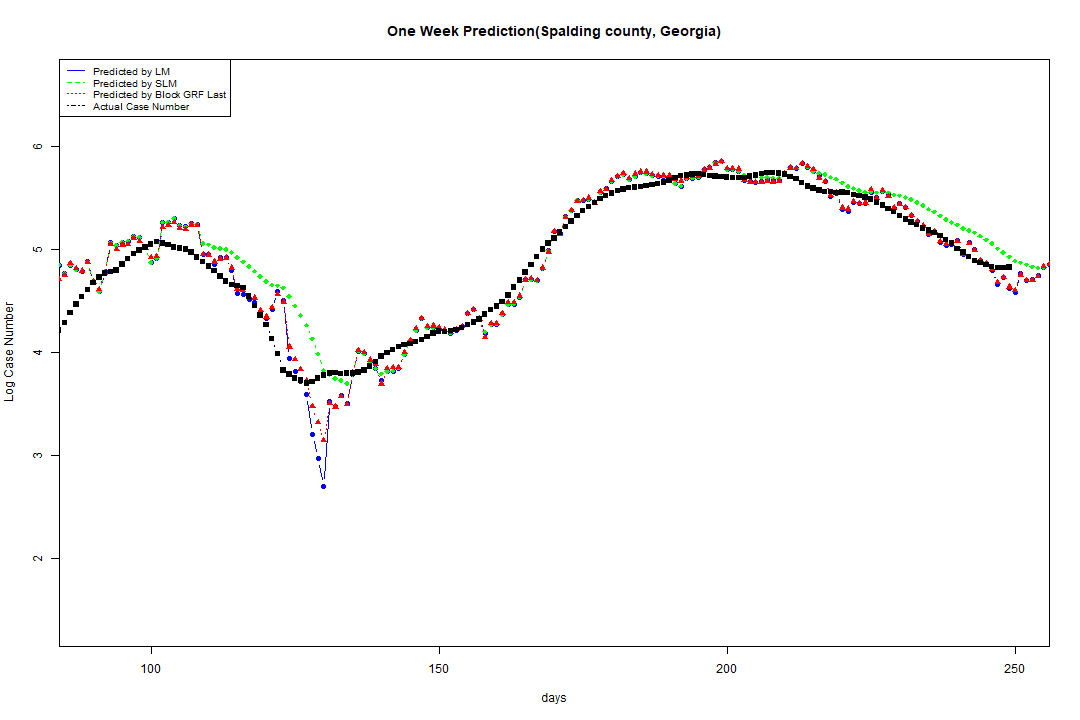 One Week Prediction(Spalding county, Georgia)
Predicted by LM
Predicted by SLM
Predicted by Block GRF Last
Actual Case Number
6
5
4
3
2
Log Case Number
100 150 200 250
days